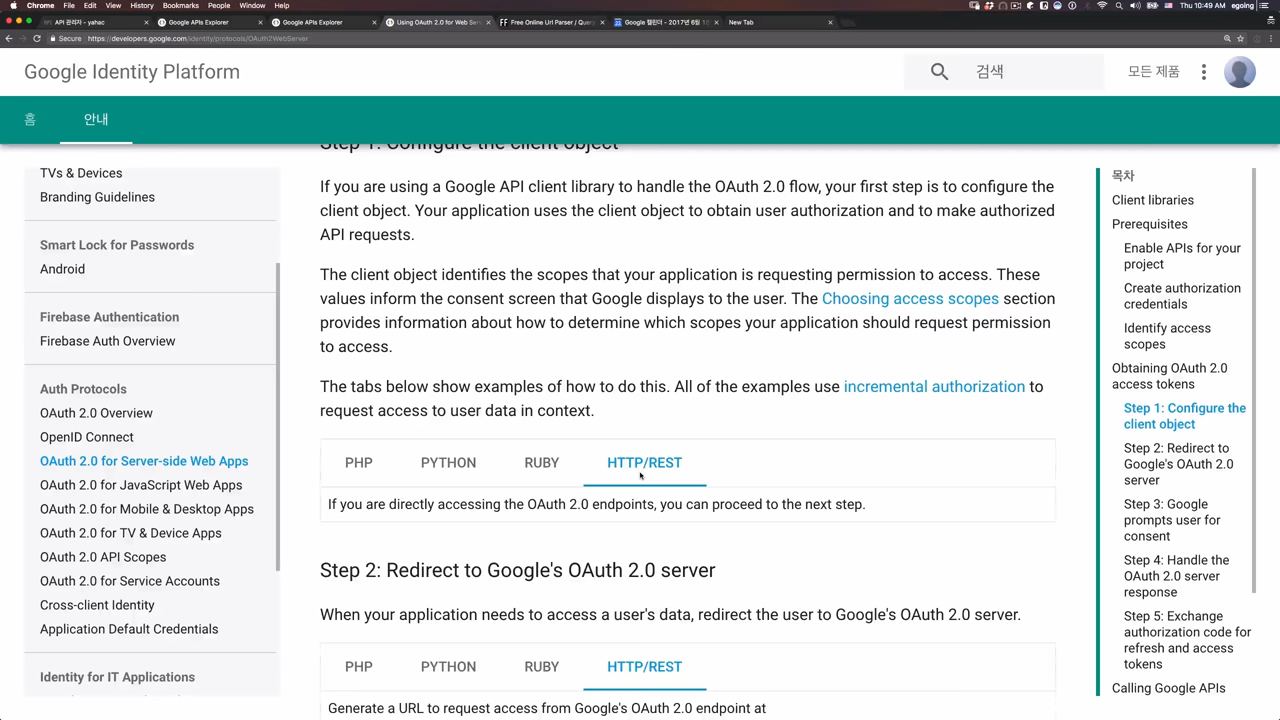 Chrome File Edit View History Bookmarks People Window Help
Thu 10:49 AM egoing
API 관리자 - yahac
Google APIs Explorer
Google APIs Explorer
Using OAuth 2.0 for Web Ser
Free Online Url Parser / Quer
Google 캘린더 - 2017년 6월 1
New Tab
Secure https://developers.google.com/identity/protocols/OAuth2WebServer
Google Identity Platform
검색
모든 제품
홈
안내
TVs & Devices
Branding Guidelines
Smart Lock for Passwords
Android
Firebase Authentication
Firebase Auth Overview
Auth Protocols
OAuth 2.0 Overview
OpenID Connect
OAuth 2.0 for Server-side Web Apps
OAuth 2.0 for JavaScript Web Apps
OAuth 2.0 for Mobile & Desktop Apps
OAuth 2.0 for TV & Device Apps
OAuth 2.0 API Scopes
OAuth 2.0 for Service Accounts
Cross-client Identity
Application Default Credentials
Identity for IT Applications
Step 1: Configure the client object
If you are using a Google API client library to handle the OAuth 2.0 flow, your first step is to configure the
client object. Your application uses the client object to obtain user authorization and to make authorized
API requests.
The client object identifies the scopes that your application is requesting permission to access. These
values inform the consent screen that Google displays to the user. The Choosing access scopes section
provides information about how to determine which scopes your application should request permission
to access.
The tabs below show examples of how to do this. All of the examples use incremental authorization to
request access to user data in context.
PHP PYTHON RUBY HTTP/REST
If you are directly accessing the OAuth 2.0 endpoints, you can proceed to the next step.
Step 2: Redirect to Google's OAuth 2.0 server
When your application needs to access a user's data, redirect the user to Google's OAuth 2.0 server.
PHP PYTHON RUBY HTTP/REST
Generate a URL to request access from Google's OAuth 2.0 endpoint at
목차
Client libraries
Prerequisites
Enable APIs for your
project
Create authorization
credentials
Identify access
scopes
Obtaining OAuth 2.0
access tokens
Step 1: Configure the
client object
Step 2: Redirect to
Google's OAuth 2.0
server
Step 3: Google
prompts user for
consent
Step 4: Handle the
OAuth 2.0 server
response
Step 5: Exchange
authorization code for
refresh and access
tokens
Calling Google APIs